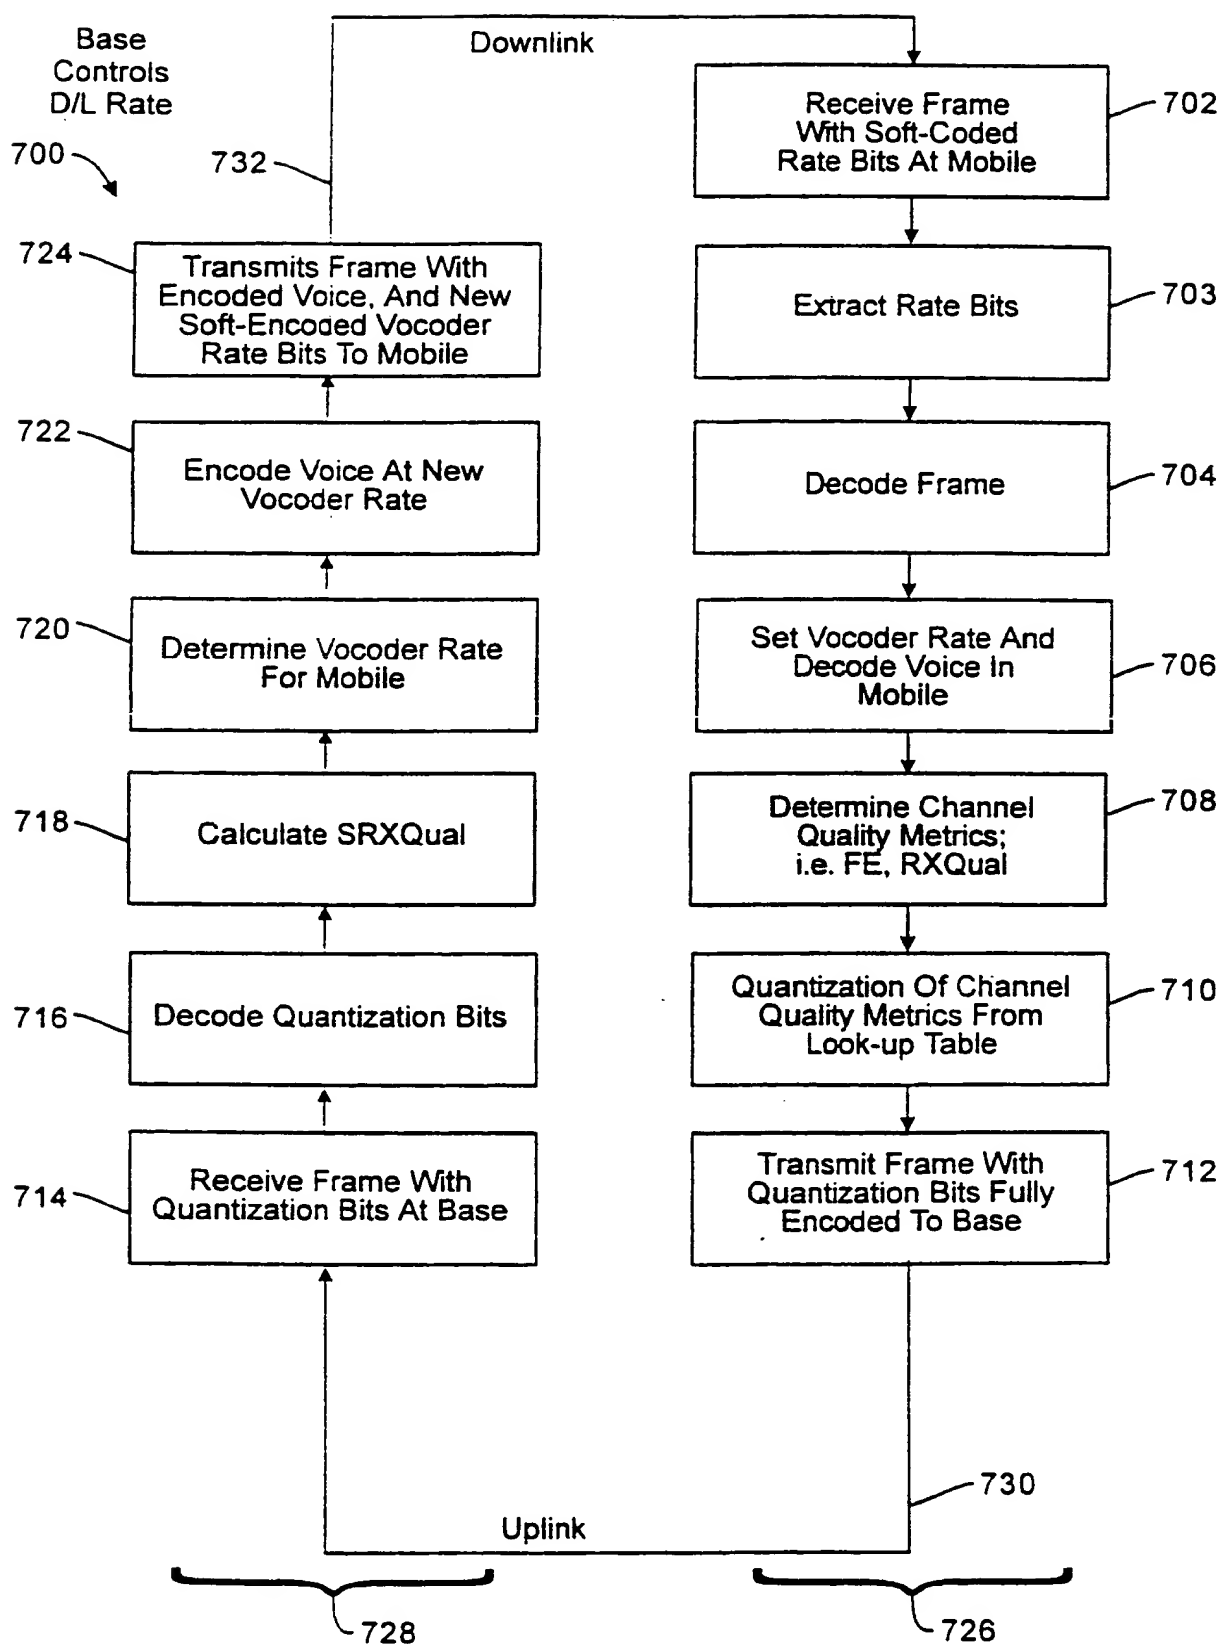 Base
Controls
D/L Rate
700
732
Downlink
724
Transmits Frame With
Encoded Voice, And New
Soft-Encoded Vocoder
Rate Bits To Mobile
722
Encode Voice At New
Vocoder Rate
720
Determine Vocoder Rate
For Mobile
718
Calculate SRXQual
716
Decode Quantization Bits
714
Receive Frame With
Quantization Bits At Base
Receive Frame
With Soft-Coded
Rate Bits At Mobile
702
Extract Rate Bits
703
Decode Frame
704
Set Vocoder Rate And
Decode Voice In
Mobile
706
Determine Channel
Quality Metrics;
i.e. FE, RXQual
708
Quantization Of Channel
Quality Metrics From
Look-up Table
710
Transmit Frame With
Quantization Bits Fully
Encoded To Base
712
730
Uplink
728
726